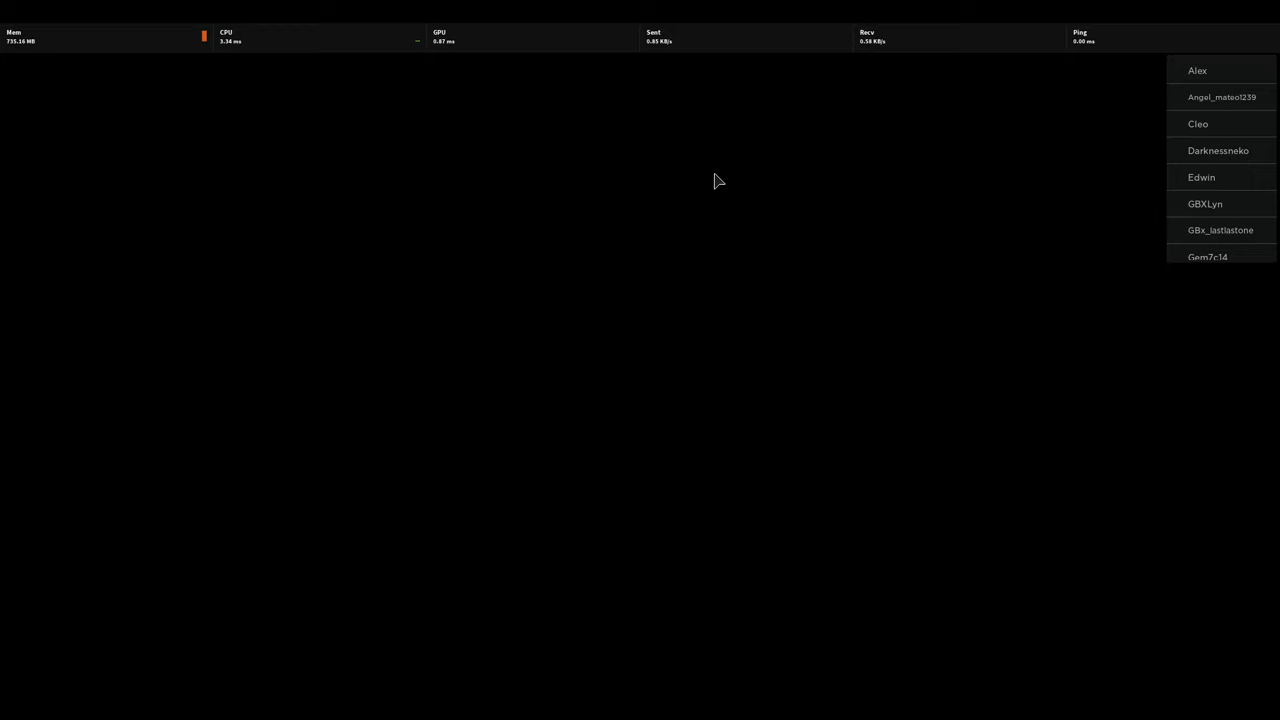 Mem
735.16 MB
CPU
3.34 ms
GPU
0.87 ms
Sent
0.85 KB/s
Recv
0.58 KB/s
Ping
0.00 ms
Alex
Angel_mateo1239
Cleo
Darknessneko
Edwin
GBXLyn
GBx_lastlastone
Gem7c14